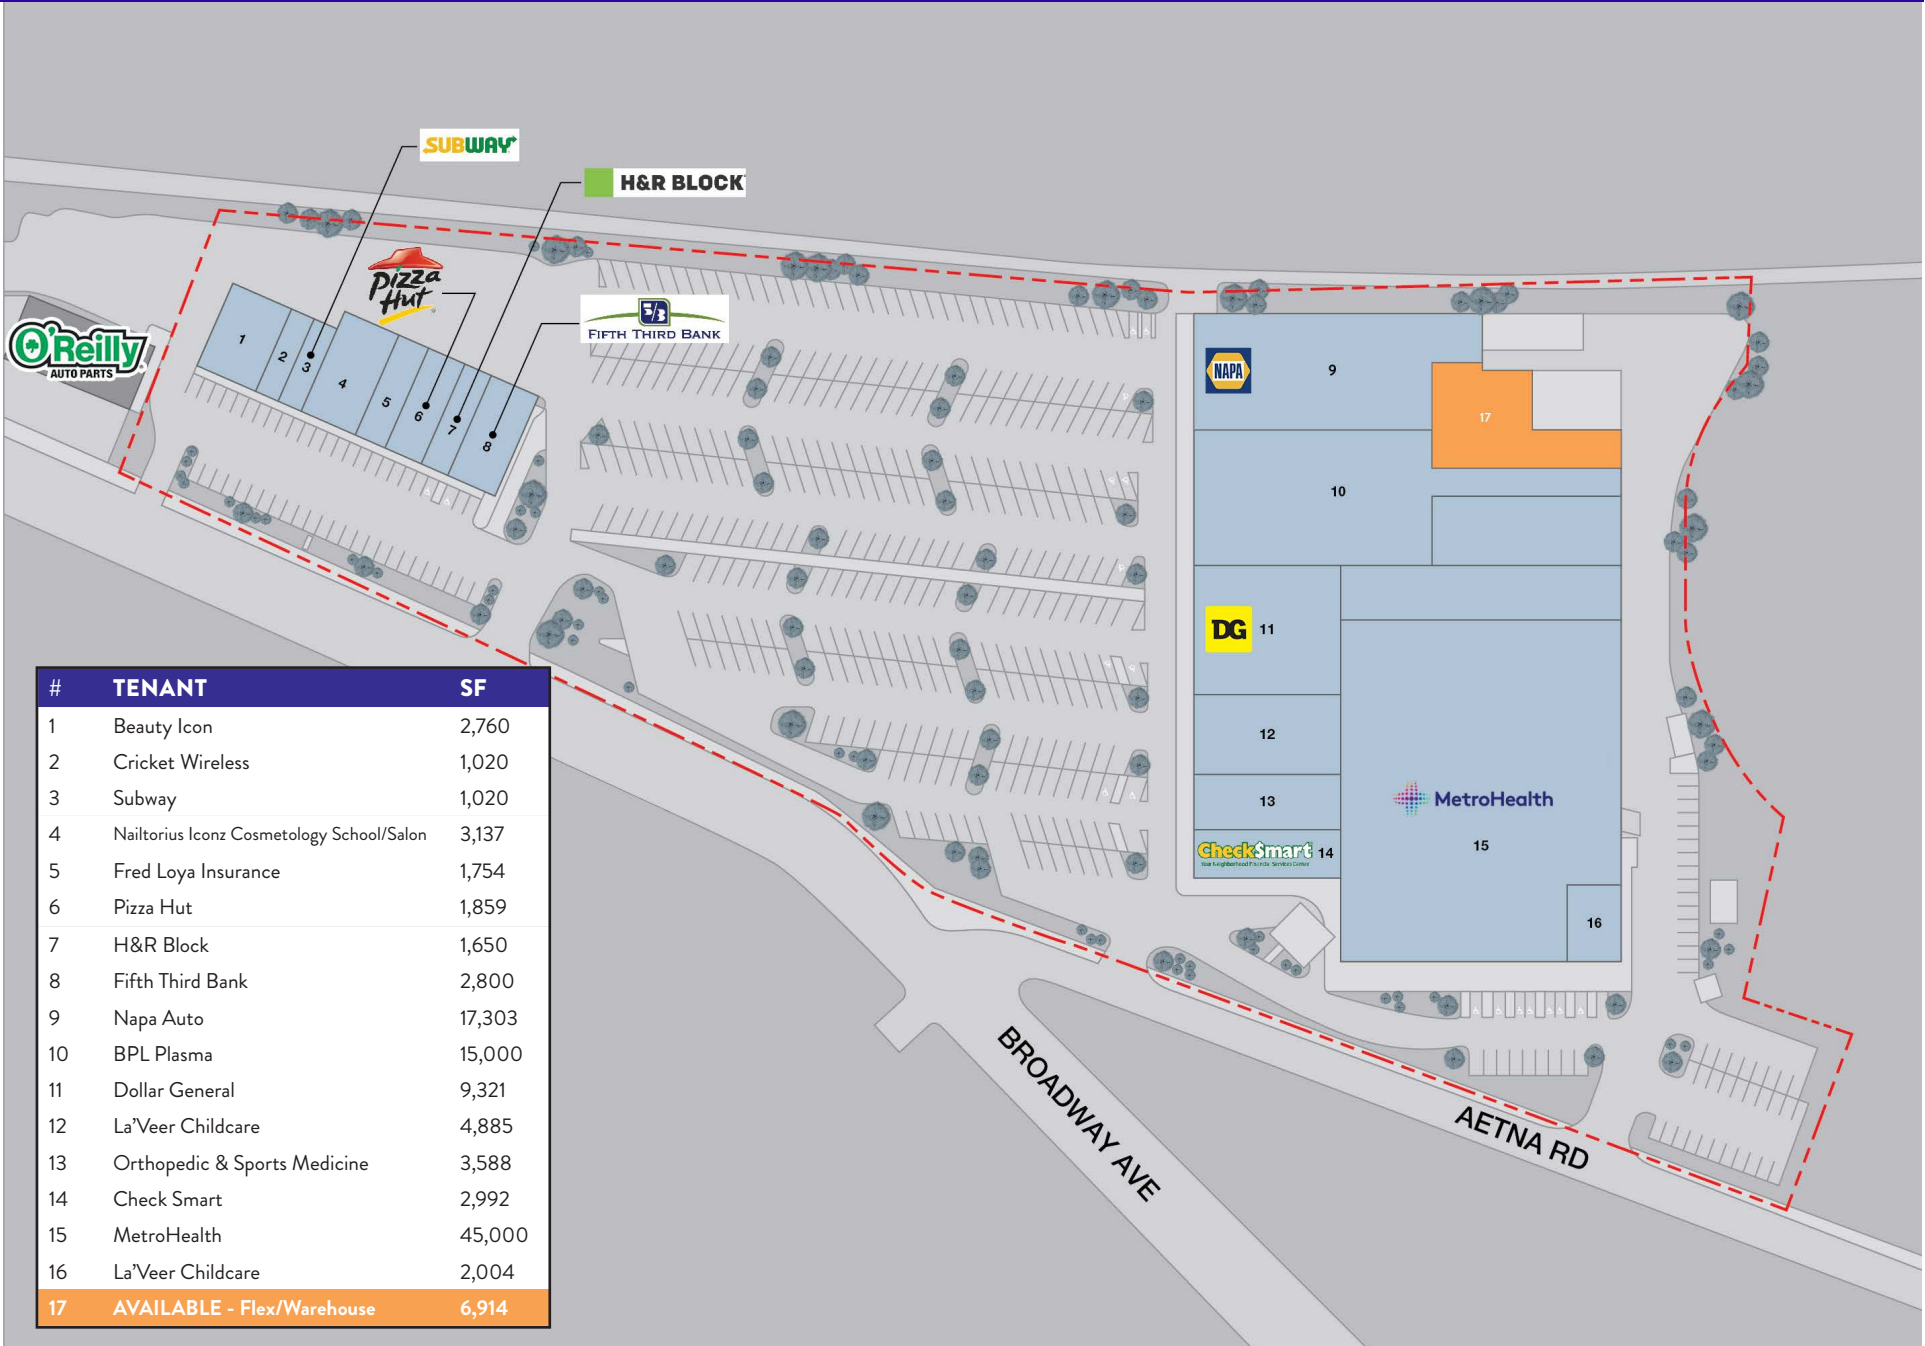 SUBWAY
H&R BLOCK
Pizza
Hut
FIFTH THIRD BANK
O'Reilly
AUTO PARTS
1
2
3
4
5
6
7
8
NAPA
9
17
10
DG
11
12
13
CheckSmart
14
MetroHealth
15
16
BROADWAY AVE
AETNA RD
# TENANT SF
1 Beauty Icon 2,760
2 Cricket Wireless 1,020
3 Subway 1,020
4 Nailtorius Iconz Cosmetology School/Salon 3,137
5 Fred Loya Insurance 1,754
6 Pizza Hut 1,859
7 H&R Block 1,650
8 Fifth Third Bank 2,800
9 Napa Auto 17,303
10 BPL Plasma 15,000
11 Dollar General 9,321
12 La'Veer Childcare 4,885
13 Orthopedic & Sports Medicine 3,588
14 Check Smart 2,992
15 MetroHealth 45,000
16 La'Veer Childcare 2,004
17 AVAILABLE - Flex/Warehouse 6,914